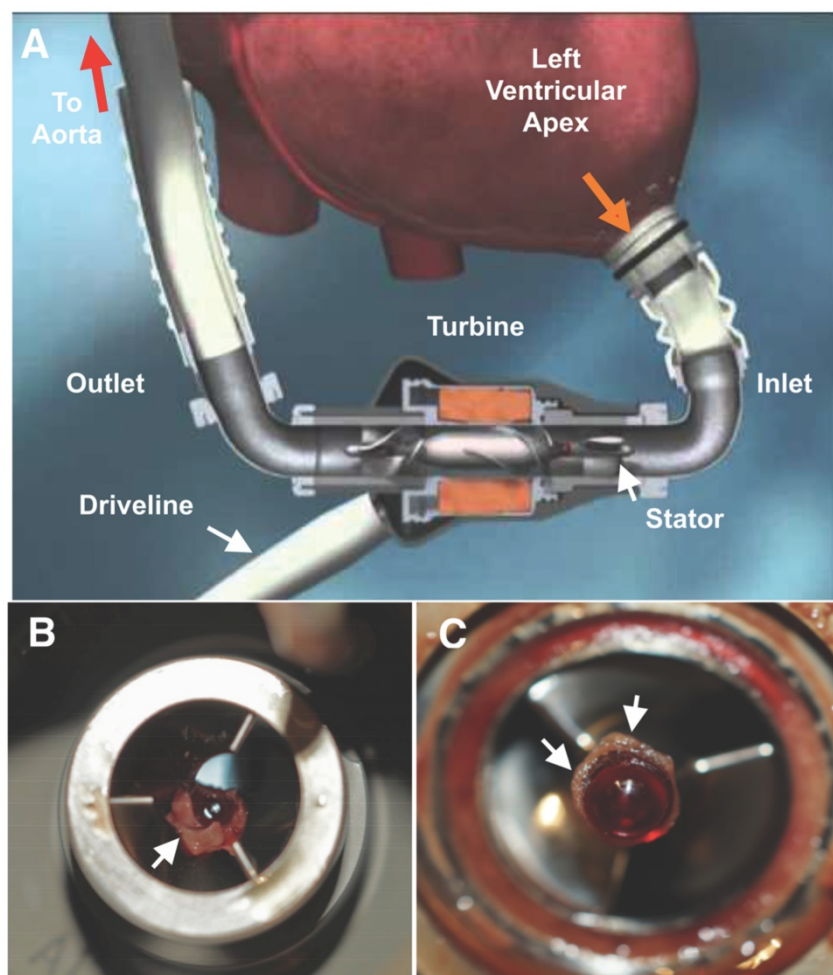 A
To
Aorta
Left
Ventricular
Apex
Turbine
Outlet
Inlet
Driveline
Stator
B
C